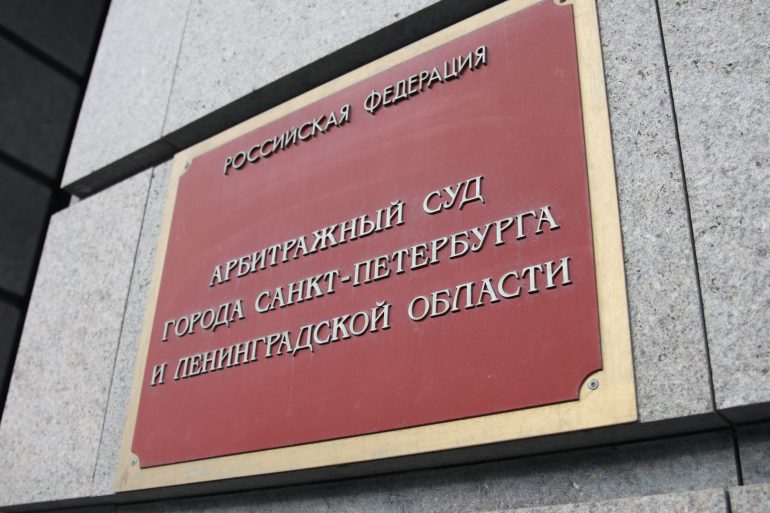 РОССИЙСКАЯ ФЕДЕРАЦИЯ
АРБИТРАЖНЫЙ СУД
ГОРОДА САНКТ-ПЕТЕРБУРГА
И ЛЕНИНГРАДСКОЙ ОБЛАСТИ